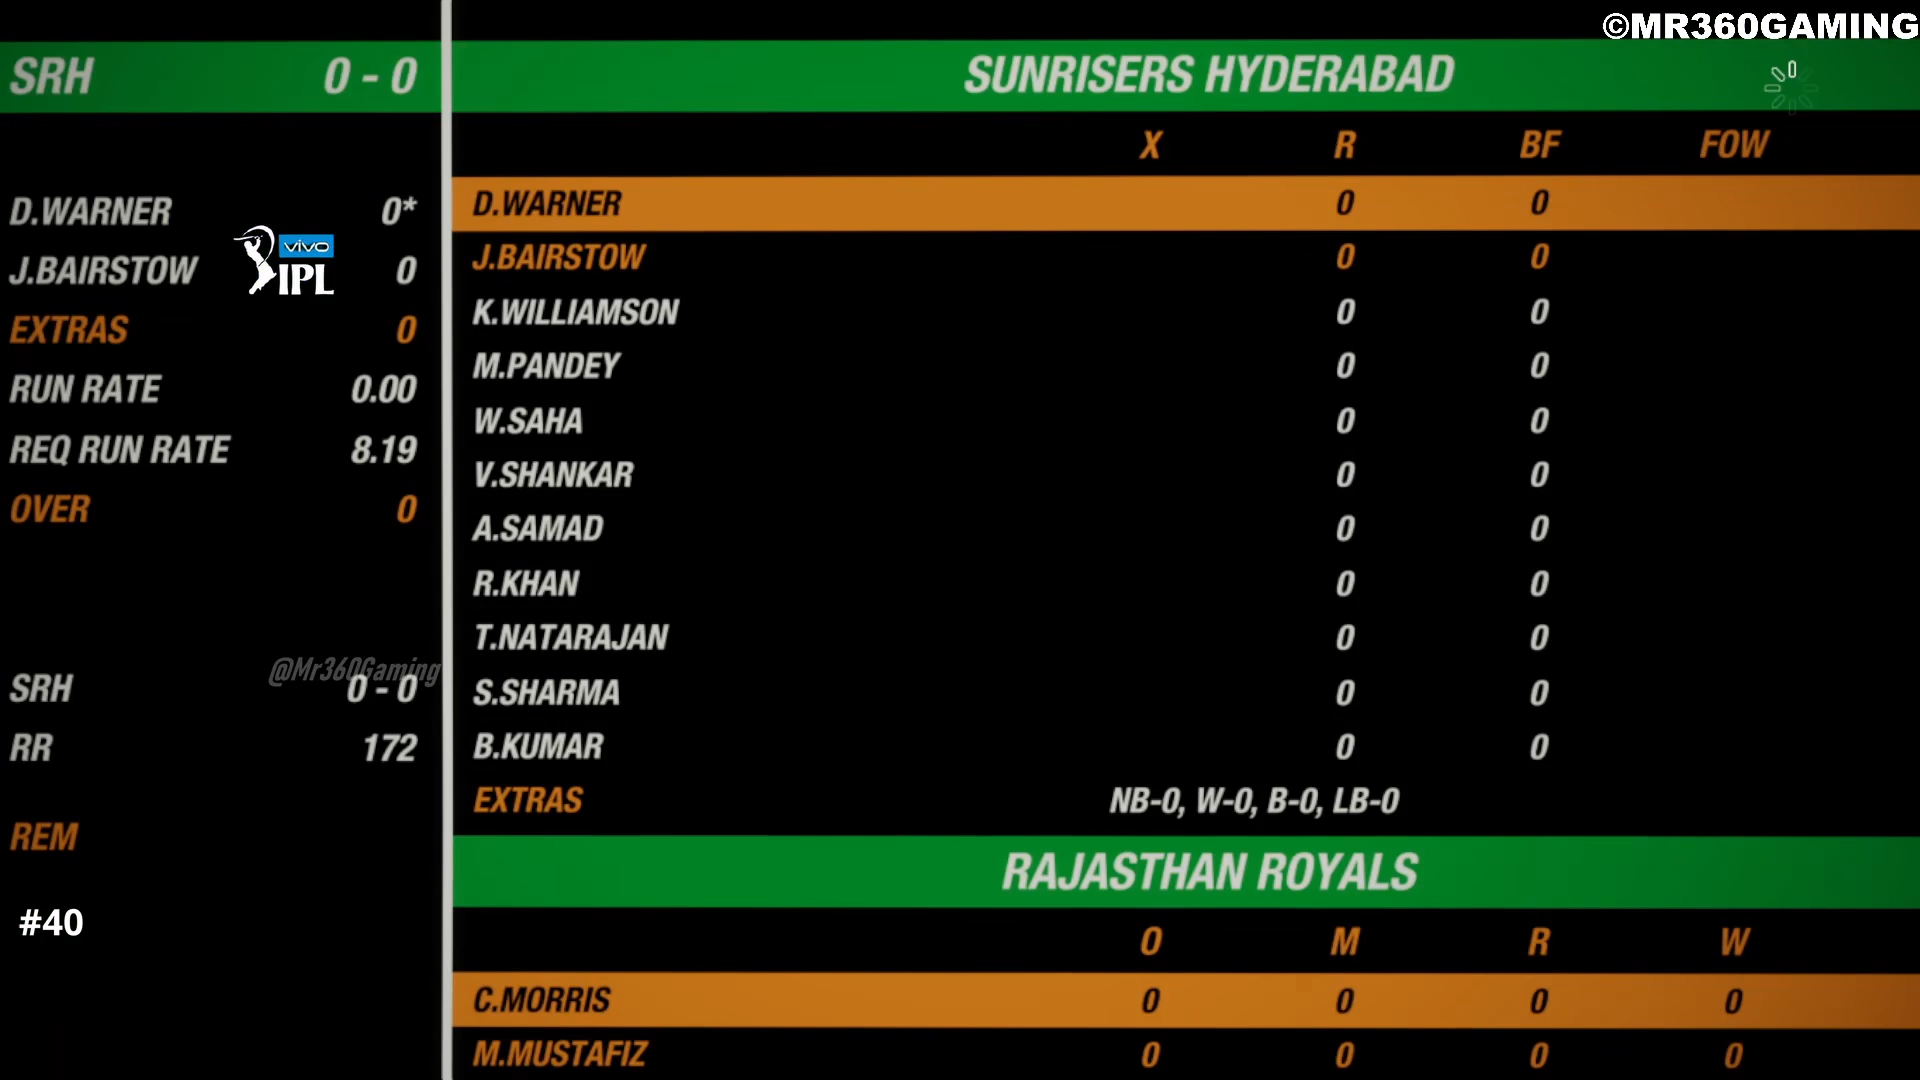 ©MR360GAMING
SRH 0 - 0
D.WARNER 0*
J.BAIRSTOW 0
vivo
IPL
EXTRAS 0
RUN RATE 0.00
REQ RUN RATE 8.19
OVER 0
@Mr360Gaming
SRH 0 - 0
RR 172
REM
#40
SUNRISERS HYDERABAD
X R BF FOW
D.WARNER 0 0
J.BAIRSTOW 0 0
K.WILLIAMSON 0 0
M.PANDEY 0 0
W.SAHA 0 0
V.SHANKAR 0 0
A.SAMAD 0 0
R.KHAN 0 0
T.NATARAJAN 0 0
S.SHARMA 0 0
B.KUMAR 0 0
EXTRAS NB-0, W-0, B-0, LB-0
RAJASTHAN ROYALS
O M R W
C.MORRIS 0 0 0 0
M.MUSTAFIZ 0 0 0 0